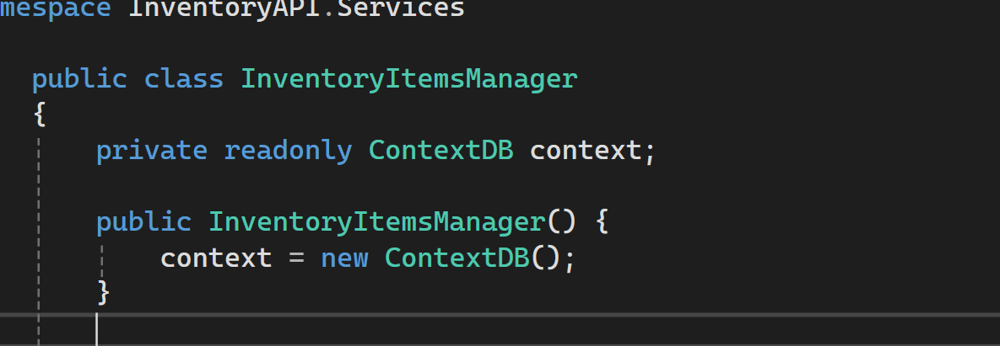 mespace InventoryAPI.Services
public class InventoryItemsManager
{
private readonly ContextDB context;
public InventoryItemsManager() {
context = new ContextDB();
}